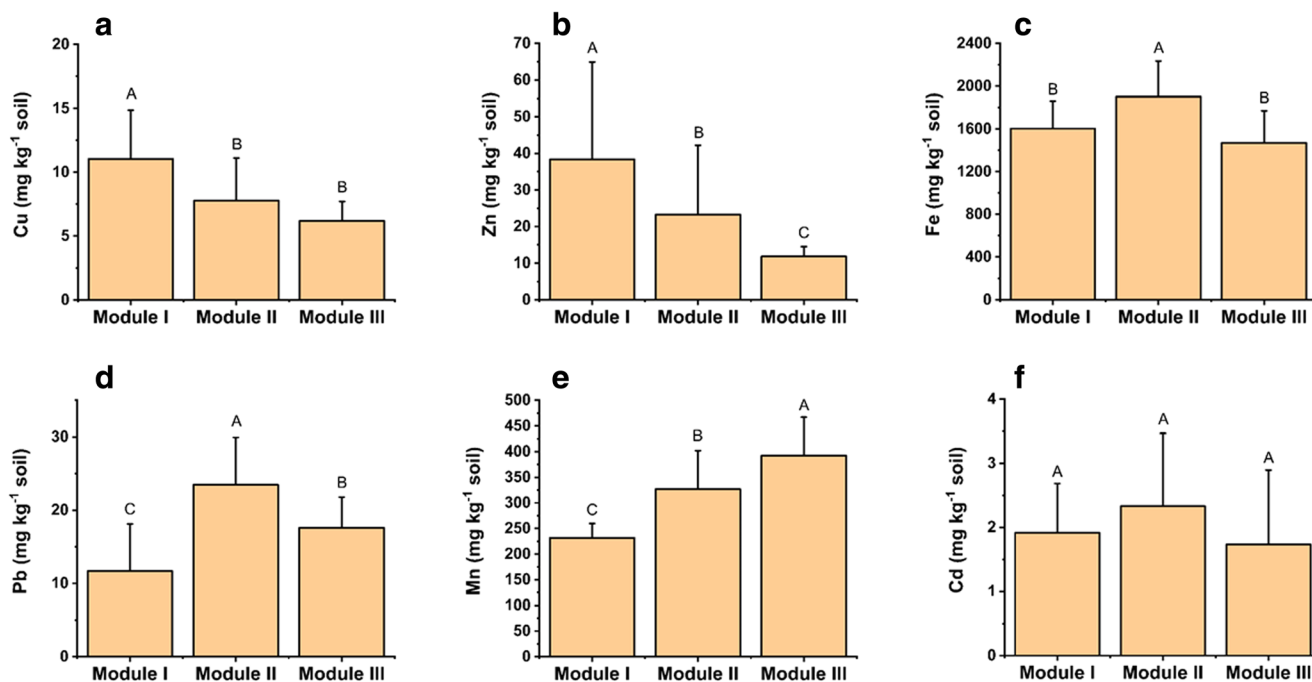 a
Cu (mg kg⁻¹ soil)
20
15
10
5
0
A
B
B
Module I Module II Module III
b
Zn (mg kg⁻¹ soil)
70
60
50
40
30
20
10
0
A
B
C
Module I Module II Module III
c
Fe (mg kg⁻¹ soil)
2400
2000
1600
1200
800
400
0
B
A
B
Module I Module II Module III
d
Pb (mg kg⁻¹ soil)
30
20
10
0
C
A
B
Module I Module II Module III
e
Mn (mg kg⁻¹ soil)
500
450
400
350
300
250
200
150
100
50
0
C
B
A
Module I Module II Module III
f
Cd (mg kg⁻¹ soil)
4
3
2
1
0
A
A
A
Module I Module II Module III